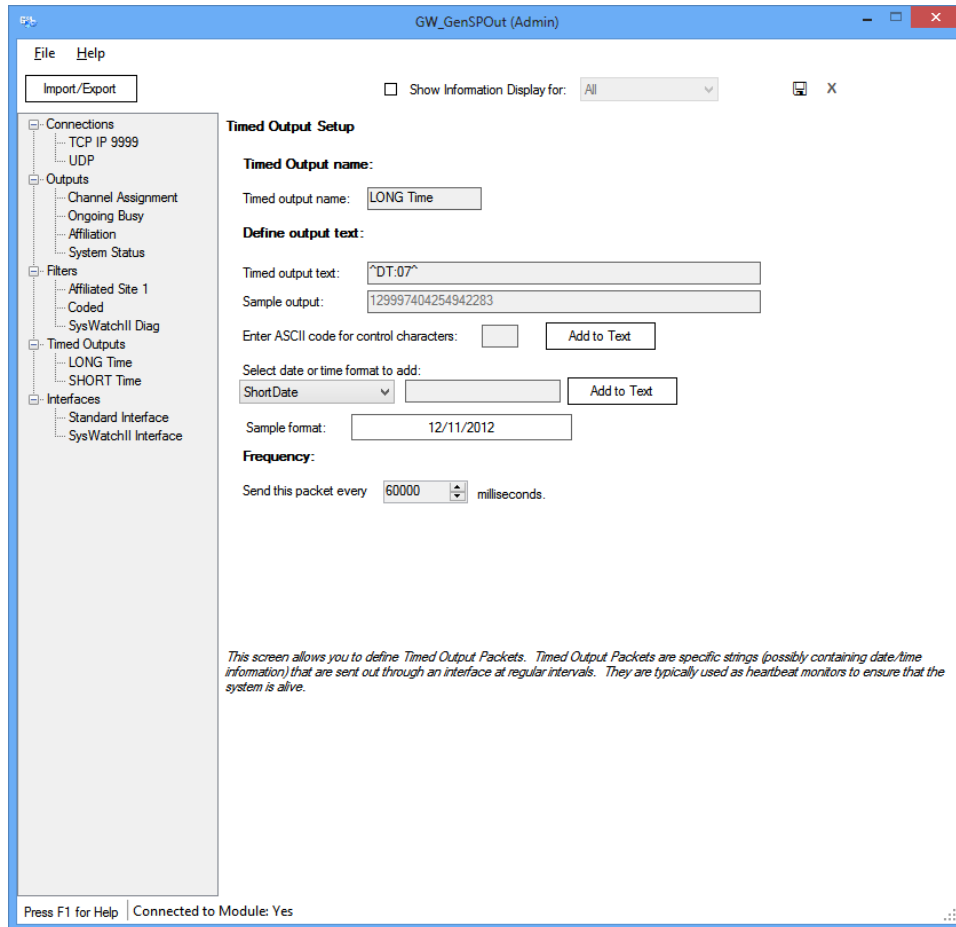 GW_GenSPOut (Admin)
File Help
Import/Export
Show Information Display for: All
X
Connections
TCP IP 9999
UDP
Outputs
Channel Assignment
Ongoing Busy
Affiliation
System Status
Filters
Affiliated Site 1
Coded
SysWatchII Diag
Timed Outputs
LONG Time
SHORT Time
Interfaces
Standard Interface
SysWatchII Interface
Timed Output Setup
Timed Output name:
Timed output name: LONG Time
Define output text:
Timed output text: ^DT:07^
Sample output: 129997404254942283
Enter ASCII code for control characters: Add to Text
Select date or time format to add:
ShortDate Add to Text
Sample format: 12/11/2012
Frequency:
Send this packet every 60000 milliseconds.
This screen allows you to define Timed Output Packets. Timed Output Packets are specific strings (possibly containing date/time
information) that are sent out through an interface at regular intervals. They are typically used as heartbeat monitors to ensure that the
system is alive.
Press F1 for Help Connected to Module: Yes